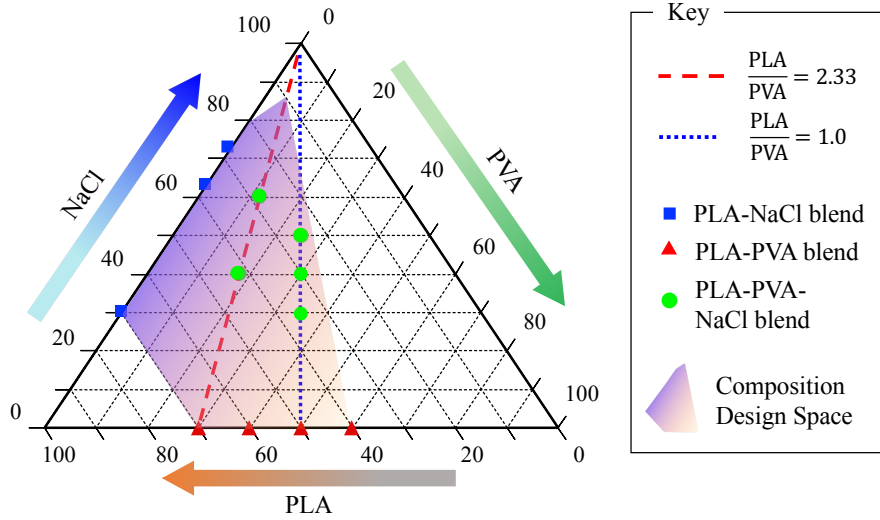 Key
PLA
PVA
= 2.33
PLA
PVA
= 1.0
PLA-NaCl blend
PLA-PVA blend
PLA-PVA-
NaCl blend
Composition
Design Space
100
0
80
20
NaCl
PVA
60
40
40
60
20
80
0
100
100
80
60
40
20
0
PLA